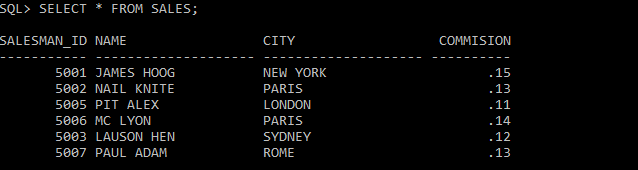 SQL> SELECT * FROM SALES;
SALESMAN_ID NAME                 CITY                  COMMISION
----------- -------------------- -------------------- ----------
       5001 JAMES HOOG           NEW YORK                    .15
       5002 NAIL KNITE           PARIS                       .13
       5005 PIT ALEX             LONDON                      .11
       5006 MC LYON              PARIS                       .14
       5003 LAUSON HEN           SYDNEY                      .12
       5007 PAUL ADAM            ROME                        .13